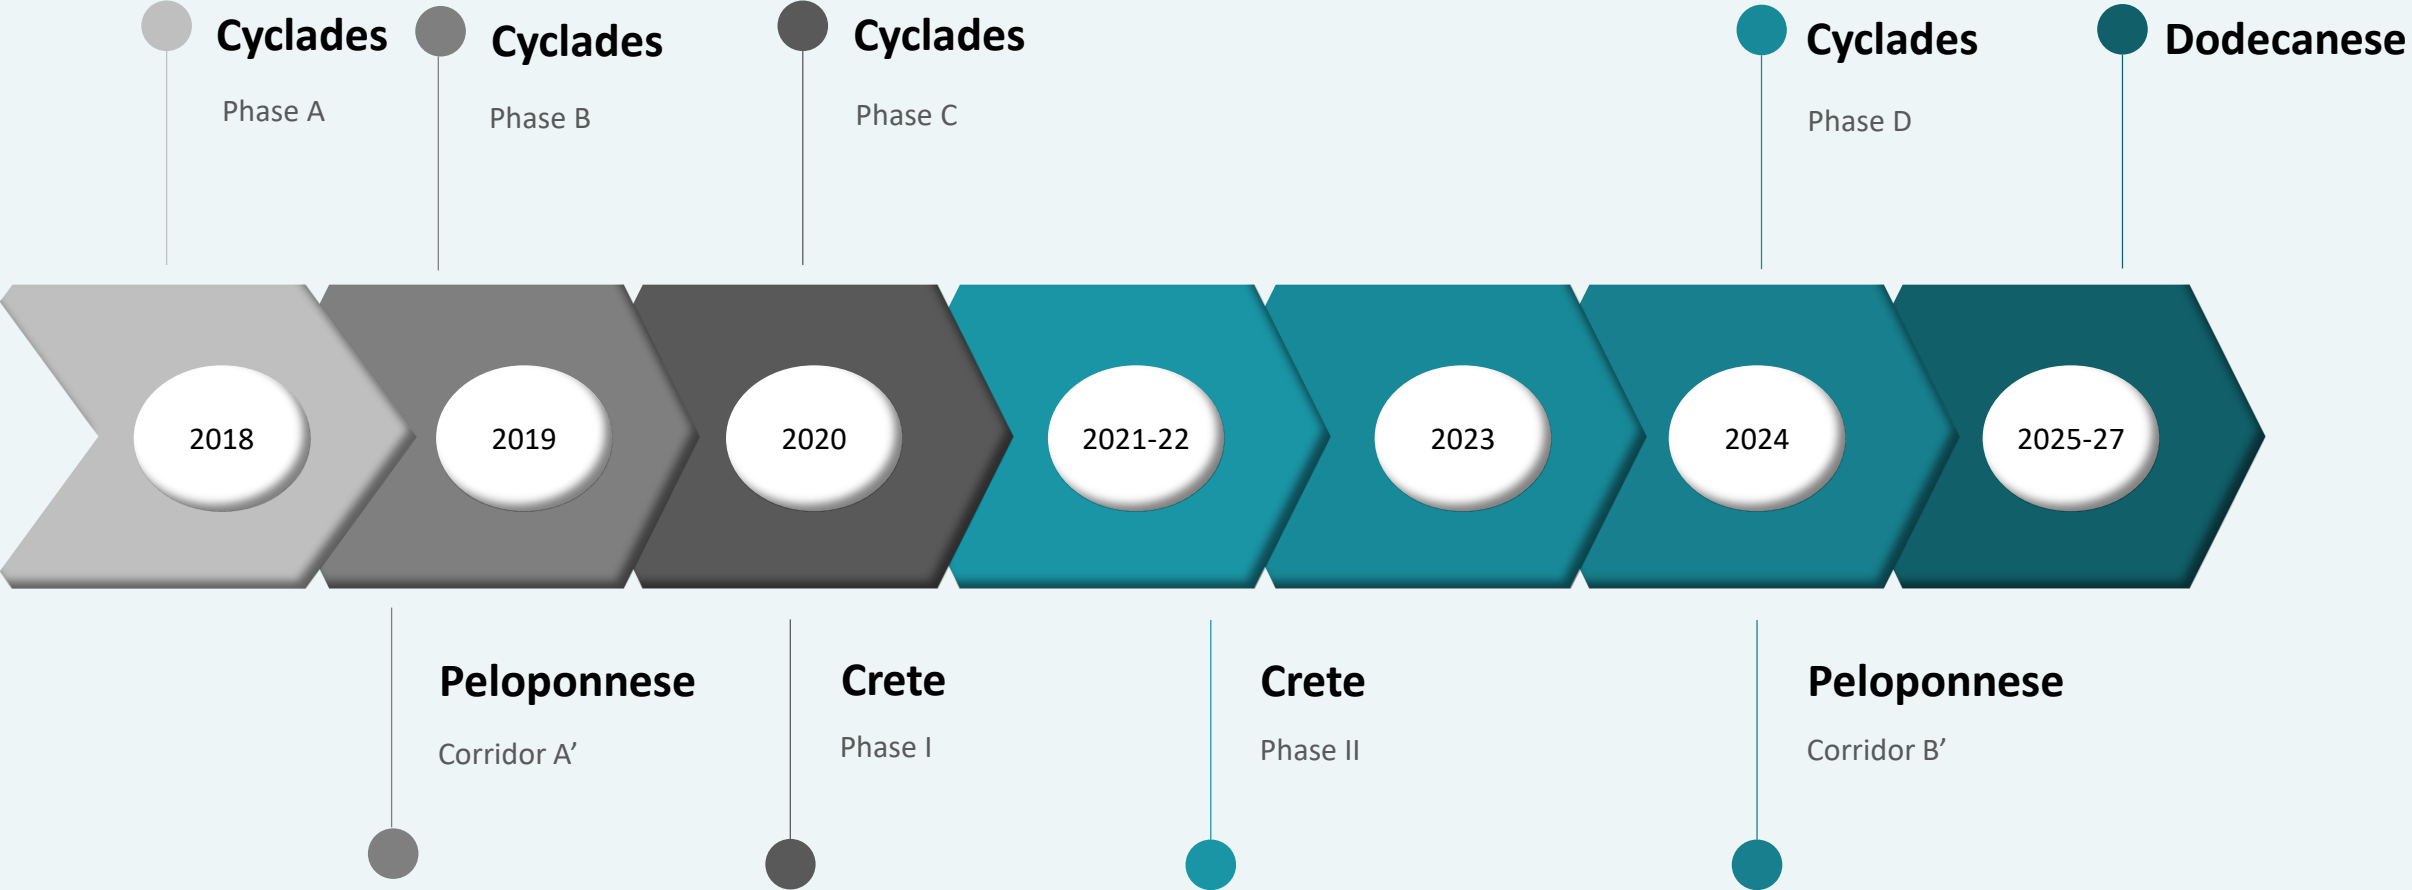 Cyclades
Phase A
Cyclades
Phase B
Cyclades
Phase C
Cyclades
Phase D
Dodecanese
2018
2019
2020
2021-22
2023
2024
2025-27
Peloponnese
Corridor A’
Crete
Phase I
Crete
Phase II
Peloponnese
Corridor B’